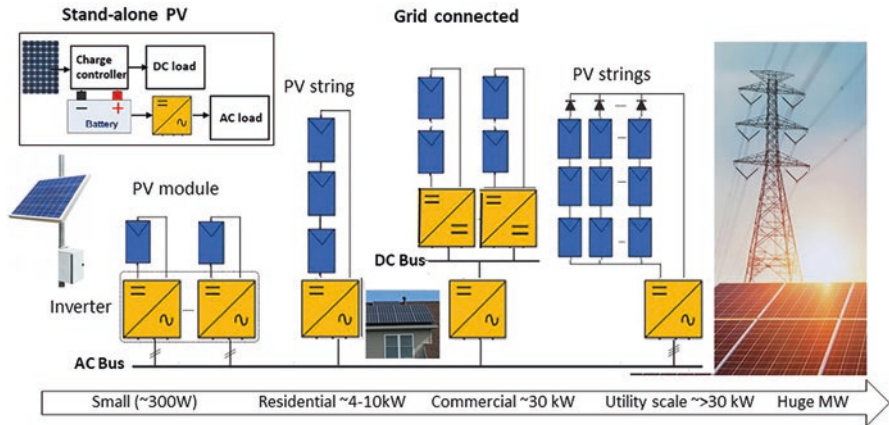 Stand-alone PV
Grid connected
Charge
controller
DC load
Battery
AC load
PV string
PV strings
PV module
Inverter
DC Bus
AC Bus
Small (~300W)
Residential ~4-10kW
Commercial ~30 kW
Utility scale ~>30 kW
Huge MW